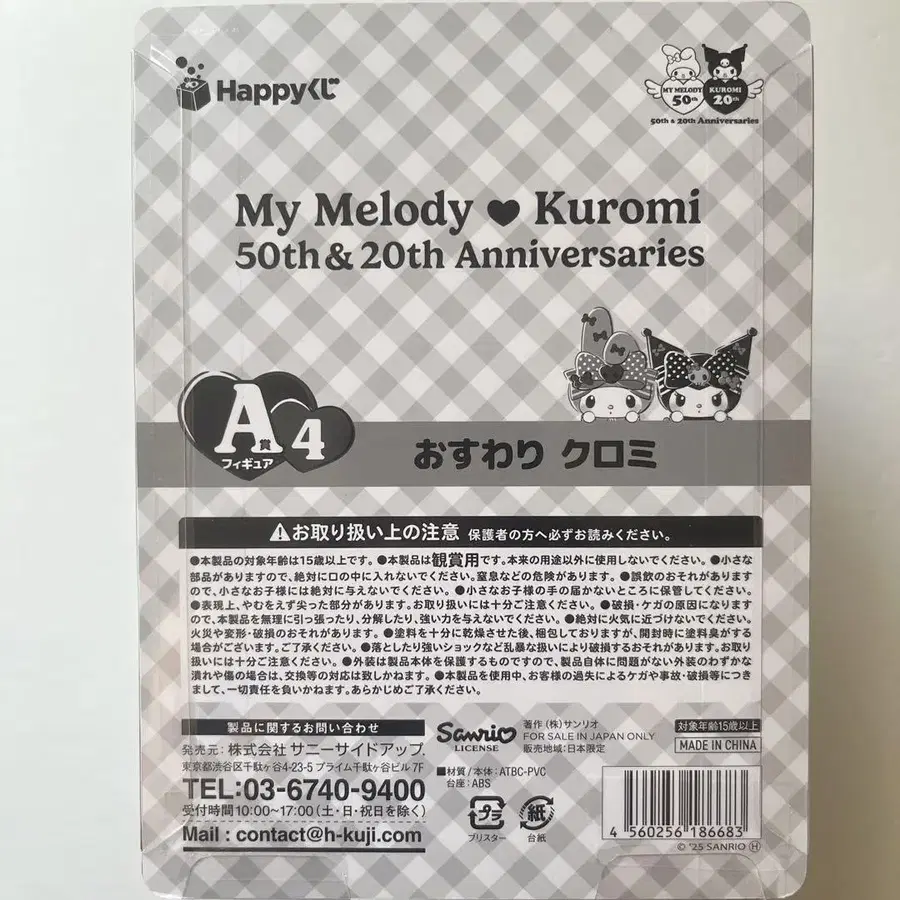 Happyくじ
MY MELODY 50th
KUROMI 20th
50th & 20th Anniversaries
My Melody ♥ Kuromi
50th & 20th Anniversaries
A賞 4
フィギュア
おすわり クロミ
⚠お取り扱い上の注意 保護者の方へ必ずお読みください。
●本製品の対象年齢は15歳以上です。●本製品は観賞用です。本来の用途以外に使用しないでください。●小さな
部品がありますので、絶対に口の中に入れないでください。窒息などの危険があります。●誤飲のおそれがありますの
で、小さなお子様には絶対に与えないでください。●小さなお子様の手の届かないところに保管してください。
●表現上、やむをえず尖った部分があります。お取り扱いには十分ご注意ください。●破損・ケガの原因になりますの
で、本製品を無理に引っ張ったり、分解したり、強い力を与えないでください。●絶対に火気に近づけないでください。
火災や変形・破損のおそれがあります。●塗料を十分に乾燥させた後、梱包しておりますが、開封時に塗料臭がする
場合がございます。ご了承ください。●落としたり強いショックなど乱暴な扱いにより破損するおそれがあります。お取り
扱いには十分ご注意ください。●外装は製品本体を保護するものですので、製品自体に問題がない外装のわずかな
潰れや傷の場合は、交換等の対応は致しかねます。●本製品を使用中、お客様の過失によるケガや事故・破損等につき
まして、一切責任を負いかねます。あらかじめご了承ください。
製品に関するお問い合わせ
発売元：株式会社 サニーサイドアップ
東京都渋谷区千駄ヶ谷4-23-5 プライム千駄ヶ谷ビル 7F
TEL:03-6740-9400
受付時間10:00~17:00（土・日・祝日を除く）
Mail : contact@h-kuji.com
Sanrio
LICENSE
著作（株）サンリオ
FOR SALE IN JAPAN ONLY
販売地域：日本限定
■材質／本体：ATBC-PVC
台座：ABS
プラ
ブリスター
紙
台紙
対象年齢15歳以上
MADE IN CHINA
4 560256 186683
© '25 SANRIO Ⓗ